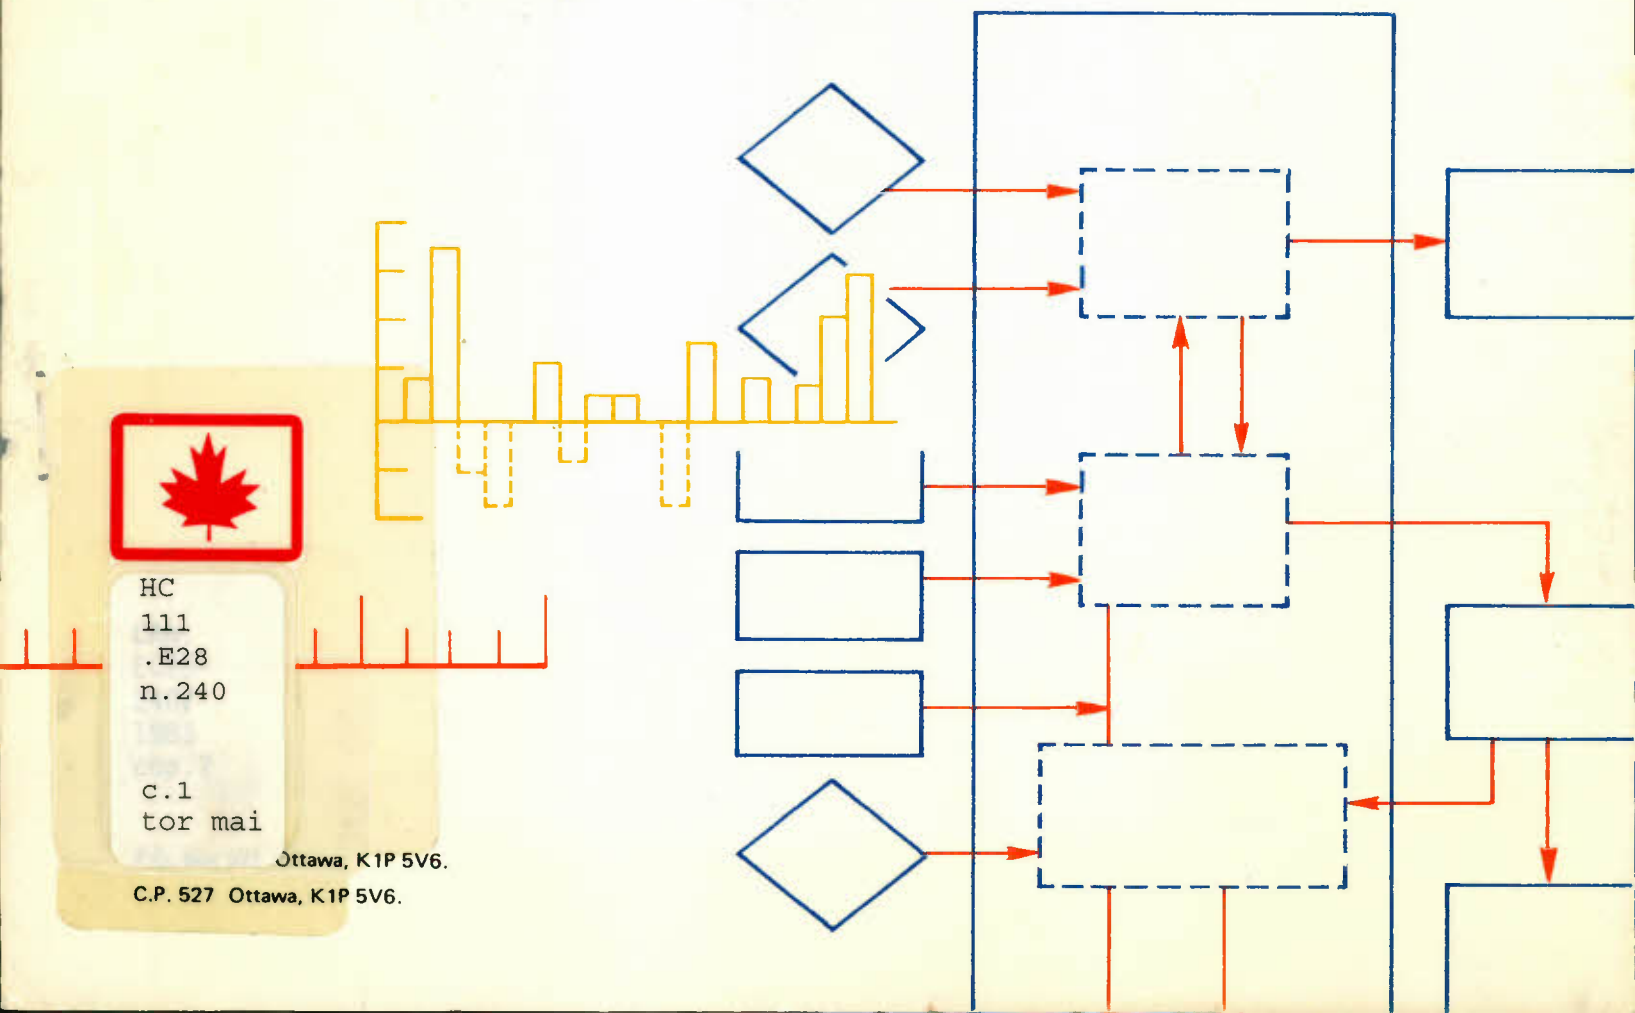 HC
111
.E28
n.240
c.1
tor mai
Ottawa, K1P 5V6.
C.P. 527 Ottawa, K1P 5V6.